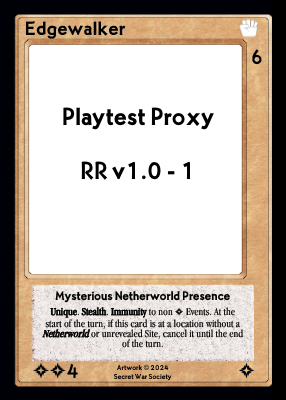 Edgewalker
6
Playtest Proxy
RR v1.0 - 1
Mysterious Netherworld Presence
Unique. Stealth. Immunity to non Events. At the
start of the turn, if this card is at a location without a
Netherworld or unrevealed Site, cancel it until the end
of the turn.
4
Artwork © 2024
Secret War Society